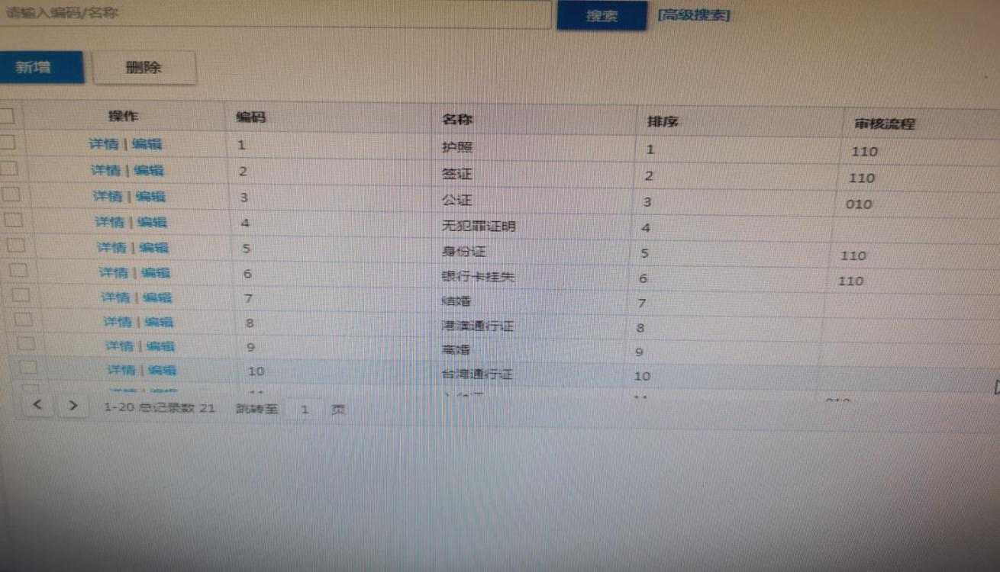 请输入编码/名称 搜索 [高级搜索]
新增 删除
操作 编码 名称 排序 审核流程
详情 | 编辑 1 护照 1 110
详情 | 编辑 2 签证 2 110
详情 | 编辑 3 公证 3 010
详情 | 编辑 4 无犯罪证明 4
详情 | 编辑 5 身份证 5 110
详情 | 编辑 6 银行卡挂失 6 110
详情 | 编辑 7 结婚 7
详情 | 编辑 8 港澳通行证 8
详情 | 编辑 9 离婚 9
详情 | 编辑 10 台湾通行证 10
1-20 总记录数 21 跳转至 1 页